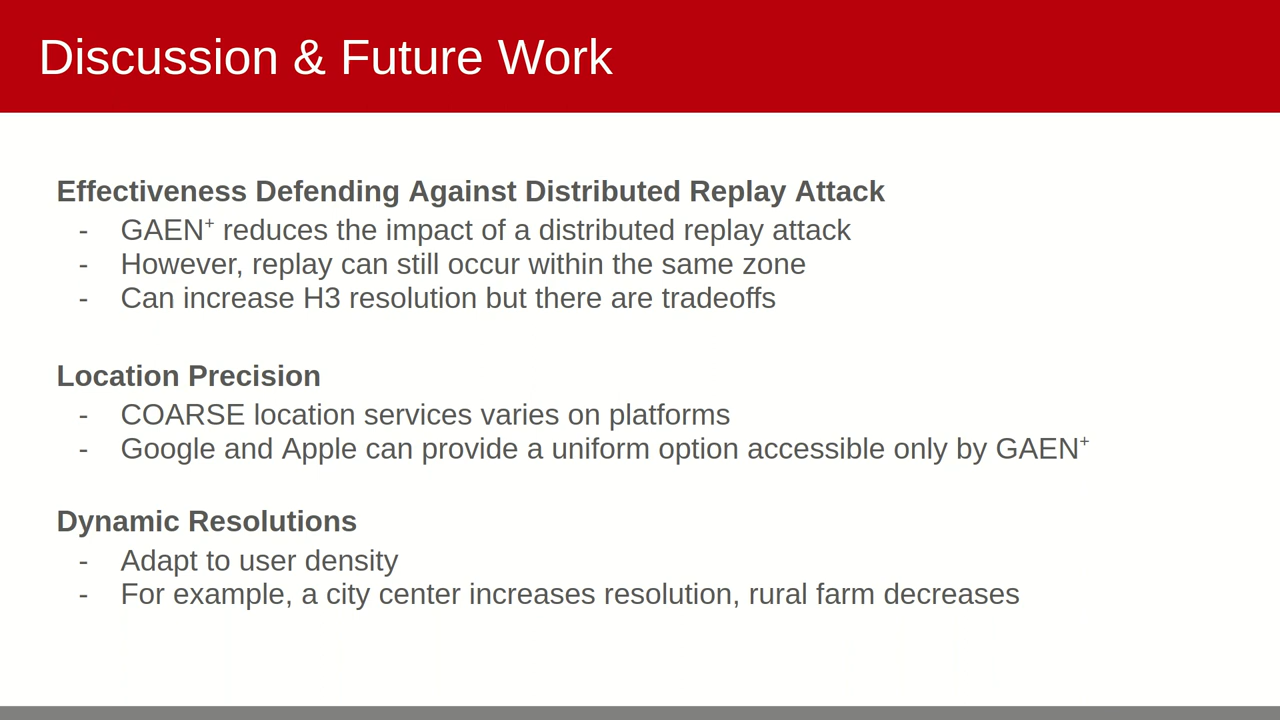 Discussion & Future Work
Effectiveness Defending Against Distributed Replay Attack
- GAEN⁺ reduces the impact of a distributed replay attack
- However, replay can still occur within the same zone
- Can increase H3 resolution but there are tradeoffs
Location Precision
- COARSE location services varies on platforms
- Google and Apple can provide a uniform option accessible only by GAEN⁺
Dynamic Resolutions
- Adapt to user density
- For example, a city center increases resolution, rural farm decreases